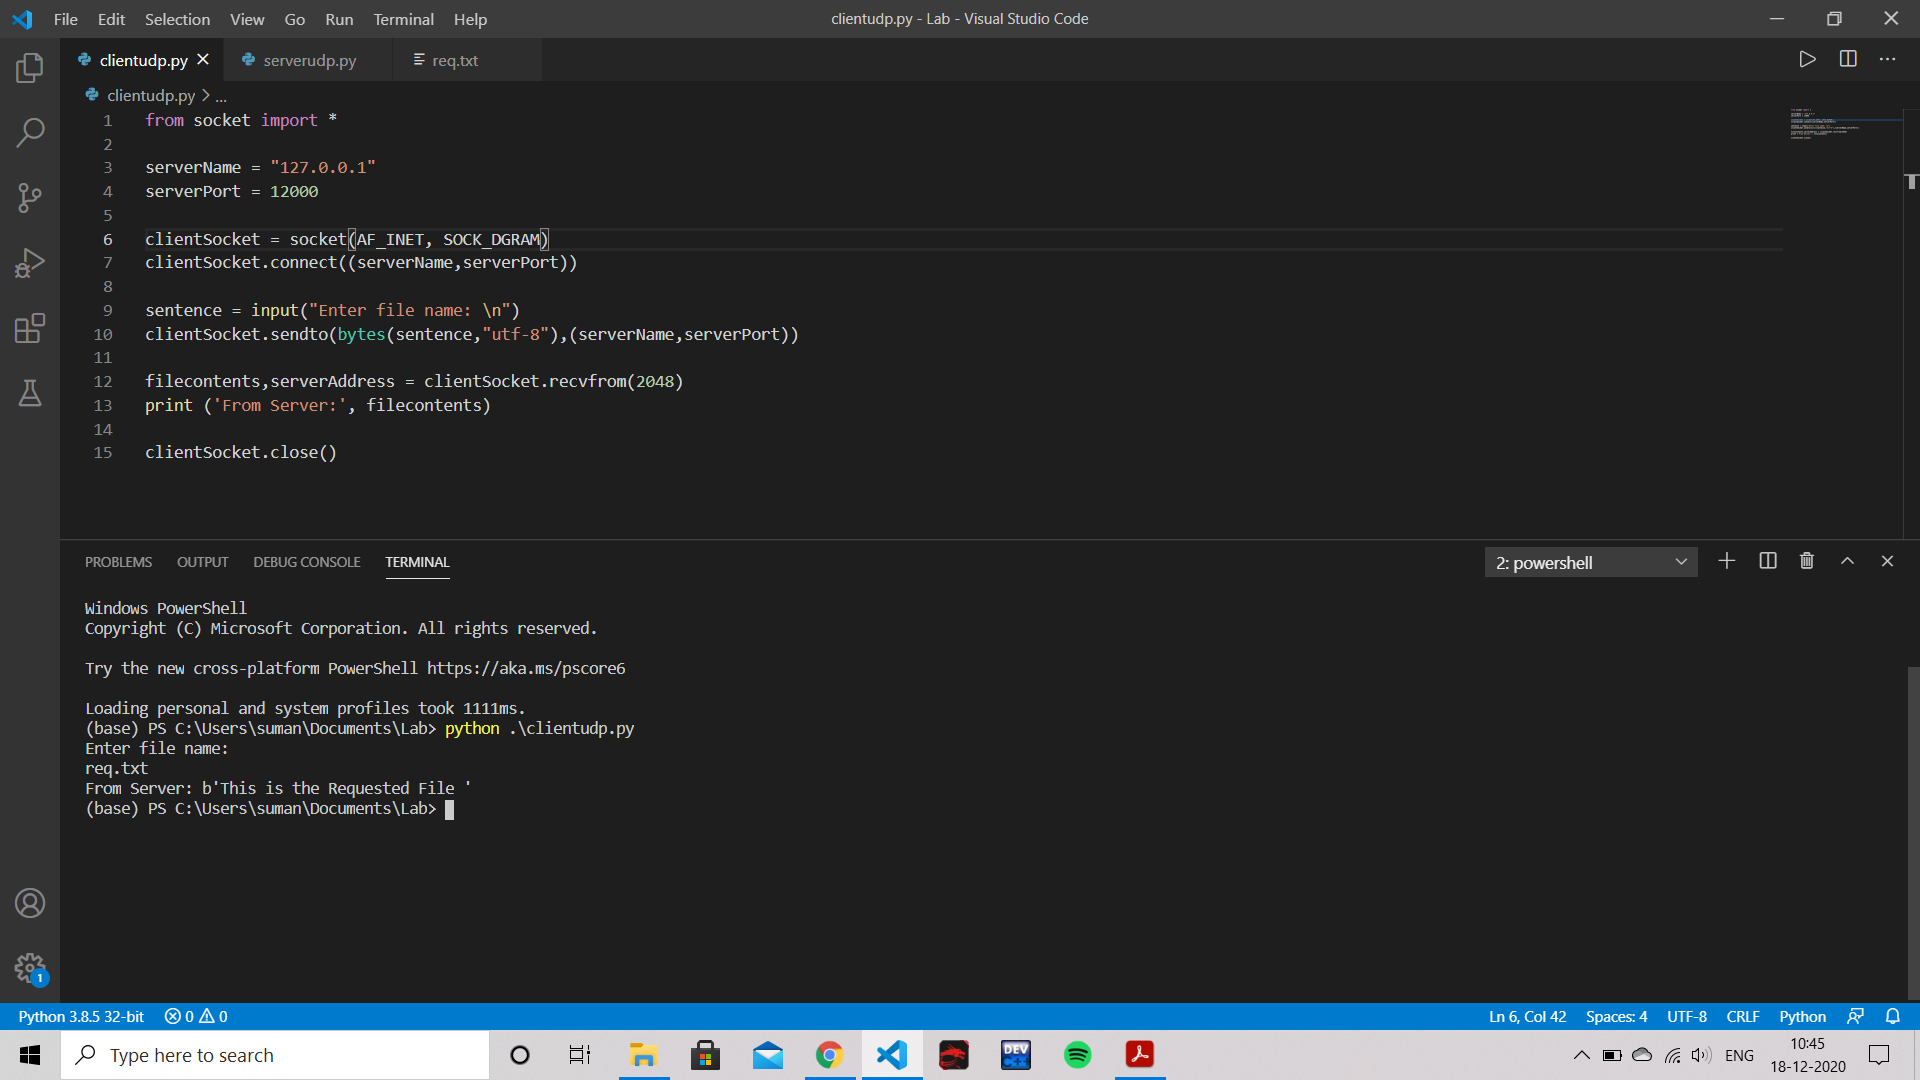 File Edit Selection View Go Run Terminal Help clientudp.py - Lab - Visual Studio Code
clientudp.py serverudp.py req.txt
clientudp.py > ...
1 from socket import *
2
3 serverName = "127.0.0.1"
4 serverPort = 12000
5
6 clientSocket = socket(AF_INET, SOCK_DGRAM)
7 clientSocket.connect((serverName,serverPort))
8
9 sentence = input("Enter file name: \n")
10 clientSocket.sendto(bytes(sentence,"utf-8"),(serverName,serverPort))
11
12 filecontents,serverAddress = clientSocket.recvfrom(2048)
13 print ('From Server:', filecontents)
14
15 clientSocket.close()
PROBLEMS OUTPUT DEBUG CONSOLE TERMINAL 2: powershell
Windows PowerShell
Copyright (C) Microsoft Corporation. All rights reserved.
Try the new cross-platform PowerShell https://aka.ms/pscore6
Loading personal and system profiles took 1111ms.
(base) PS C:\Users\suman\Documents\Lab> python .\clientudp.py
Enter file name:
req.txt
From Server: b'This is the Requested File '
(base) PS C:\Users\suman\Documents\Lab>
1
Python 3.8.5 32-bit 0 0 Ln 6, Col 42 Spaces: 4 UTF-8 CRLF Python
Type here to search DEV C++ ENG 10:45
18-12-2020